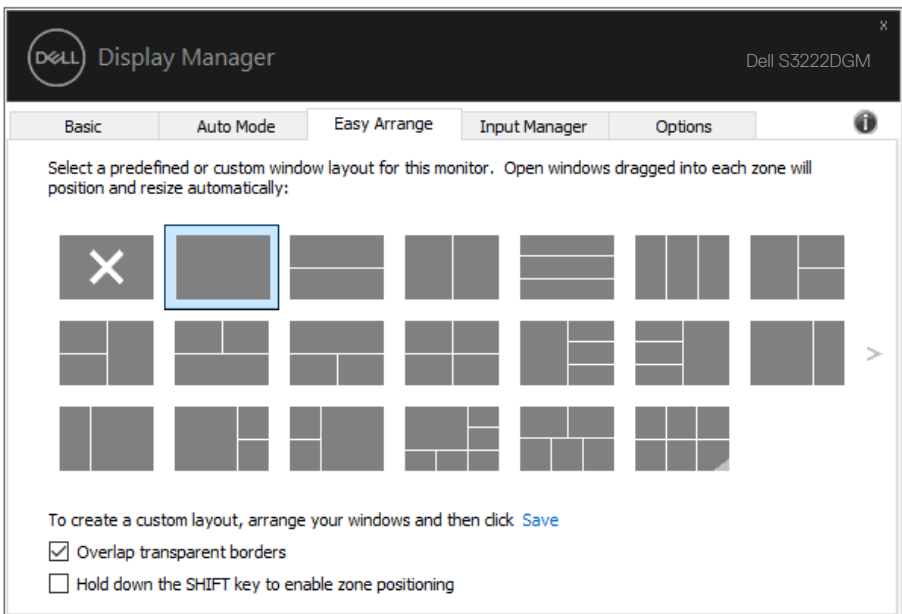 x
DELL Display Manager
Dell S3222DGM
Basic Auto Mode Easy Arrange Input Manager Options i
Select a predefined or custom window layout for this monitor. Open windows dragged into each zone will
position and resize automatically:
>
To create a custom layout, arrange your windows and then click Save
Overlap transparent borders
Hold down the SHIFT key to enable zone positioning